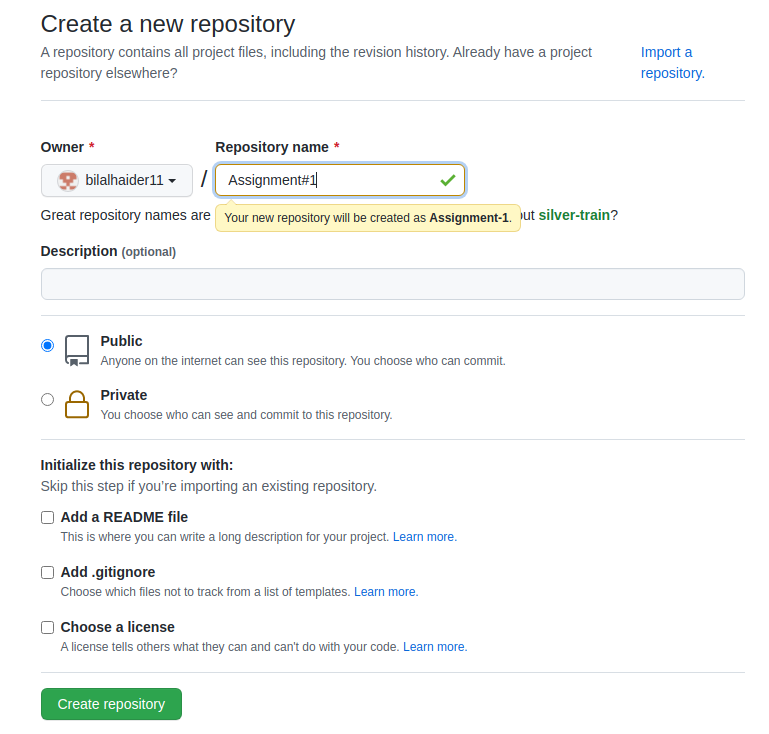 Create a new repository
A repository contains all project files, including the revision history. Already have a project
repository elsewhere?
Import a
repository.
Owner *
Repository name *
bilalhaider11
/
Assignment#1
Great repository names are
ut silver-train?
Your new repository will be created as Assignment-1.
Description (optional)
Public
Anyone on the internet can see this repository. You choose who can commit.
Private
You choose who can see and commit to this repository.
Initialize this repository with:
Skip this step if you’re importing an existing repository.
Add a README file
This is where you can write a long description for your project. Learn more.
Add .gitignore
Choose which files not to track from a list of templates. Learn more.
Choose a license
A license tells others what they can and can't do with your code. Learn more.
Create repository